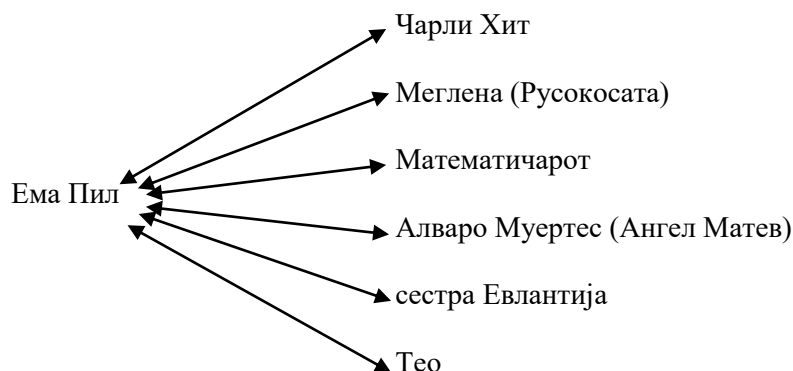 Чарли Хит
Меглена (Русокосата)
Математичарот
Ема Пил
Алваро Муертес (Ангел Матев)
сестра Евлантија
Тео